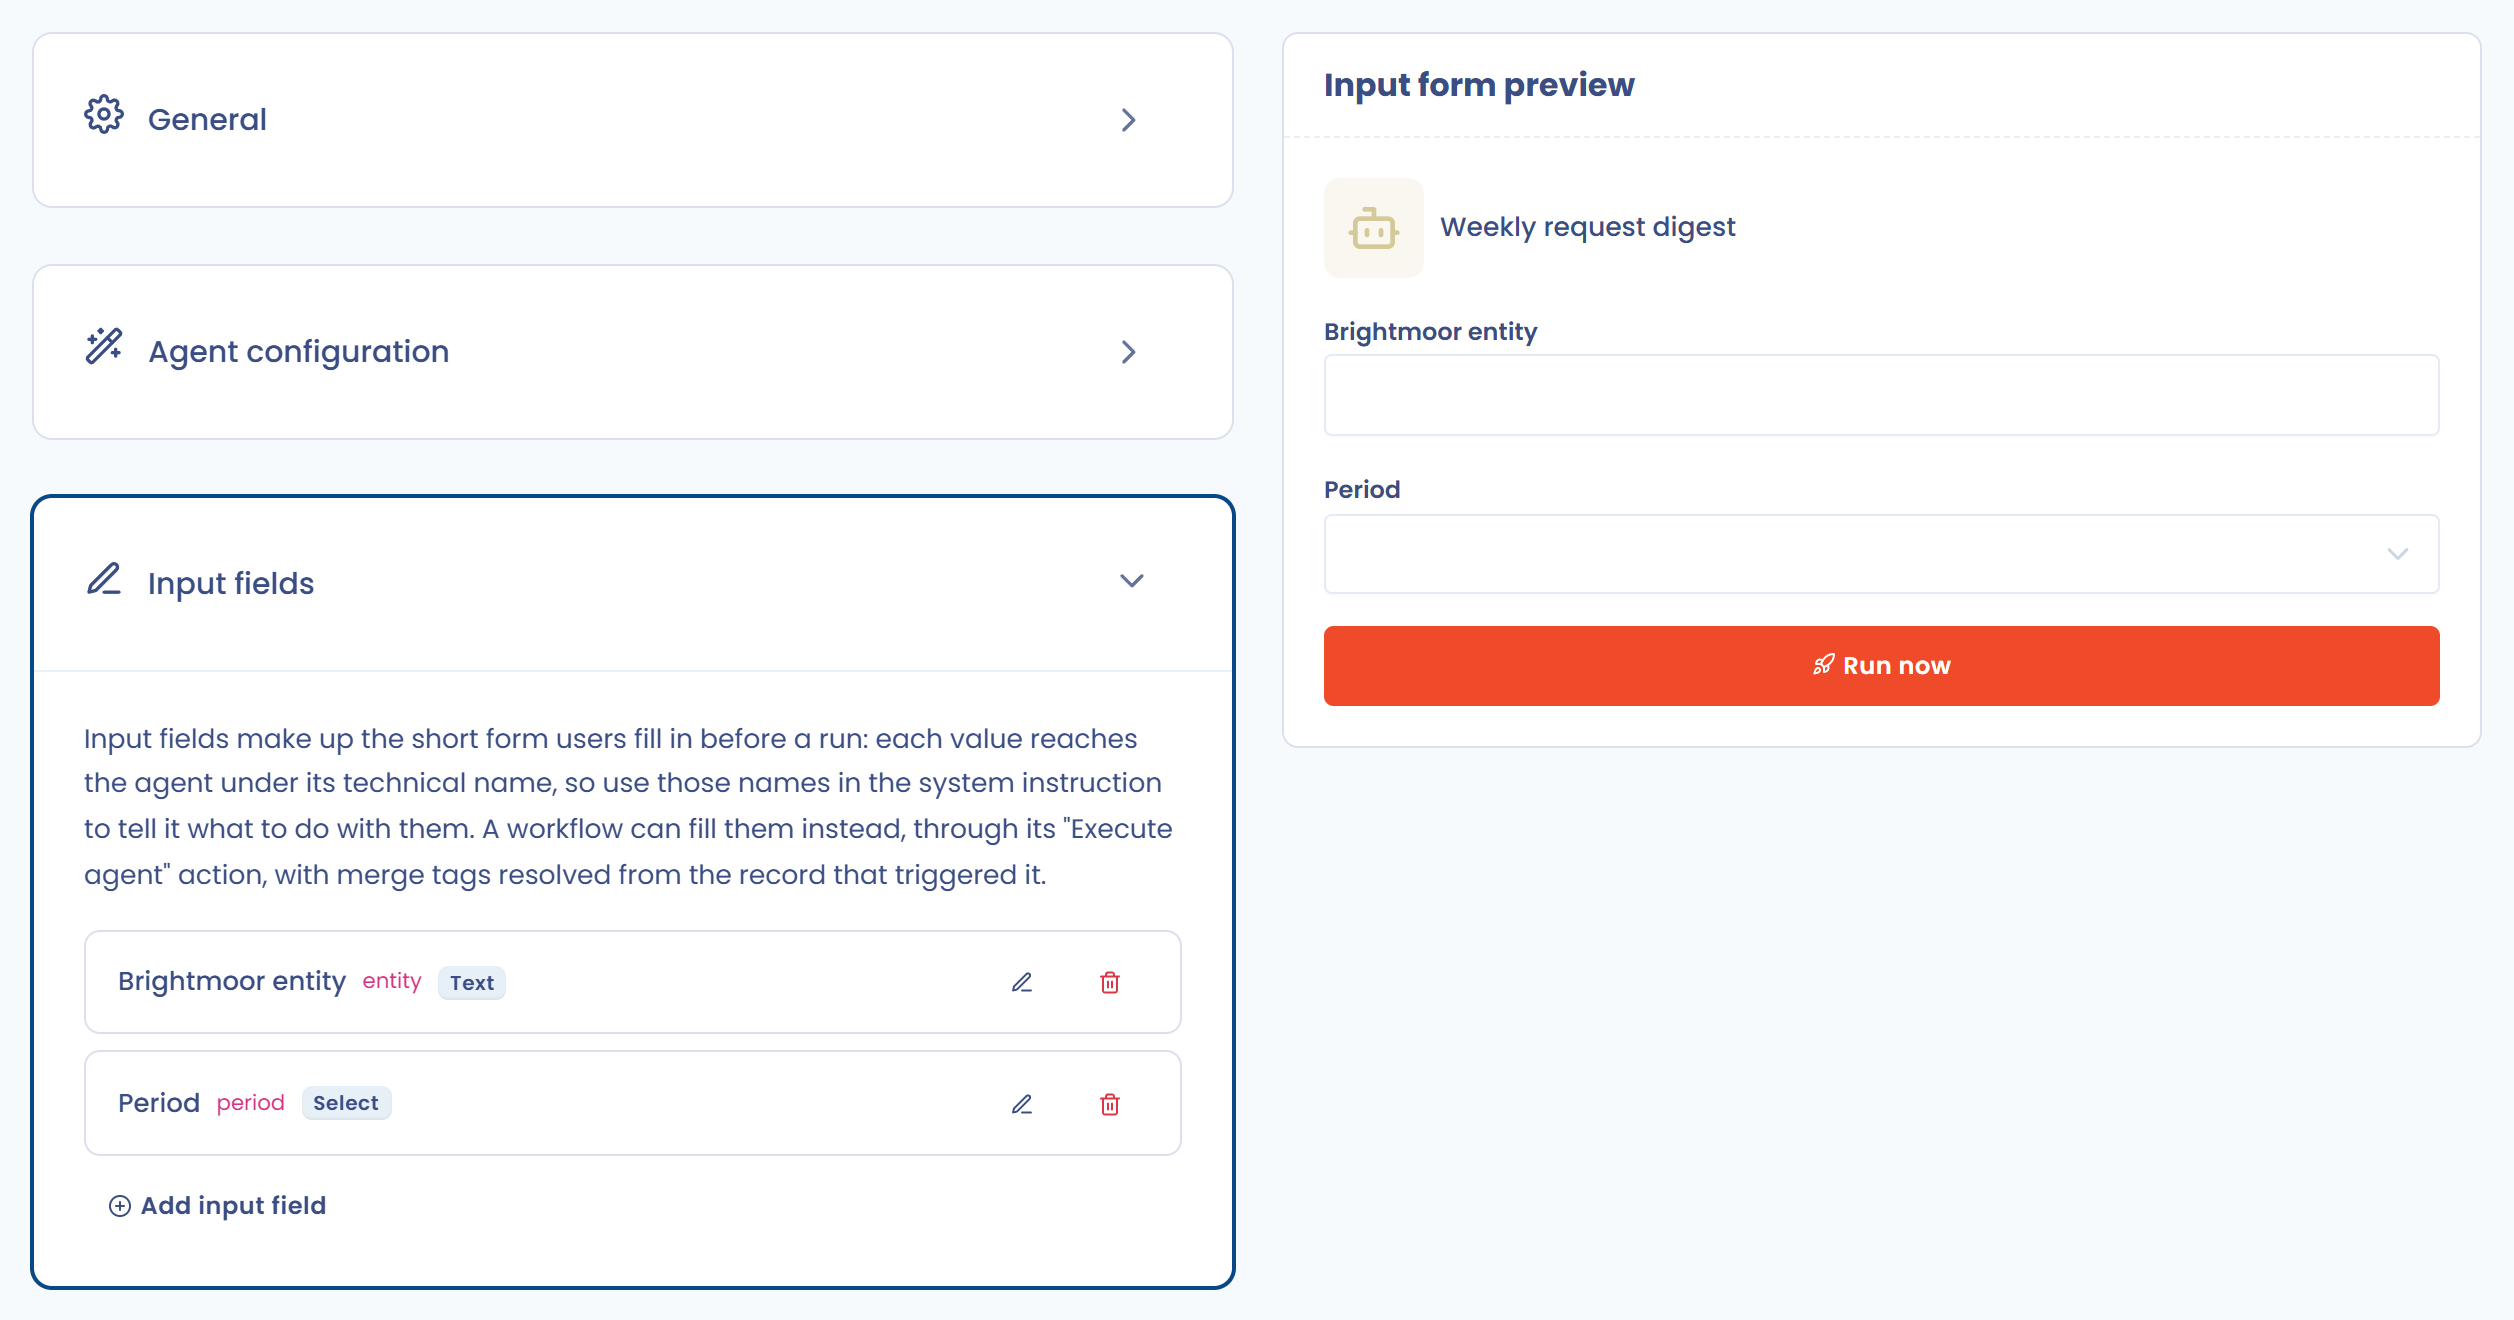 General
Agent configuration
Input fields
Input fields make up the short form users fill in before a run: each value reaches
the agent under its technical name, so use those names in the system instruction
to tell it what to do with them. A workflow can fill them instead, through its "Execute
agent" action, with merge tags resolved from the record that triggered it.
Brightmoor entity entity Text
Period period Select
Add input field
Input form preview
Weekly request digest
Brightmoor entity
Period
Run now